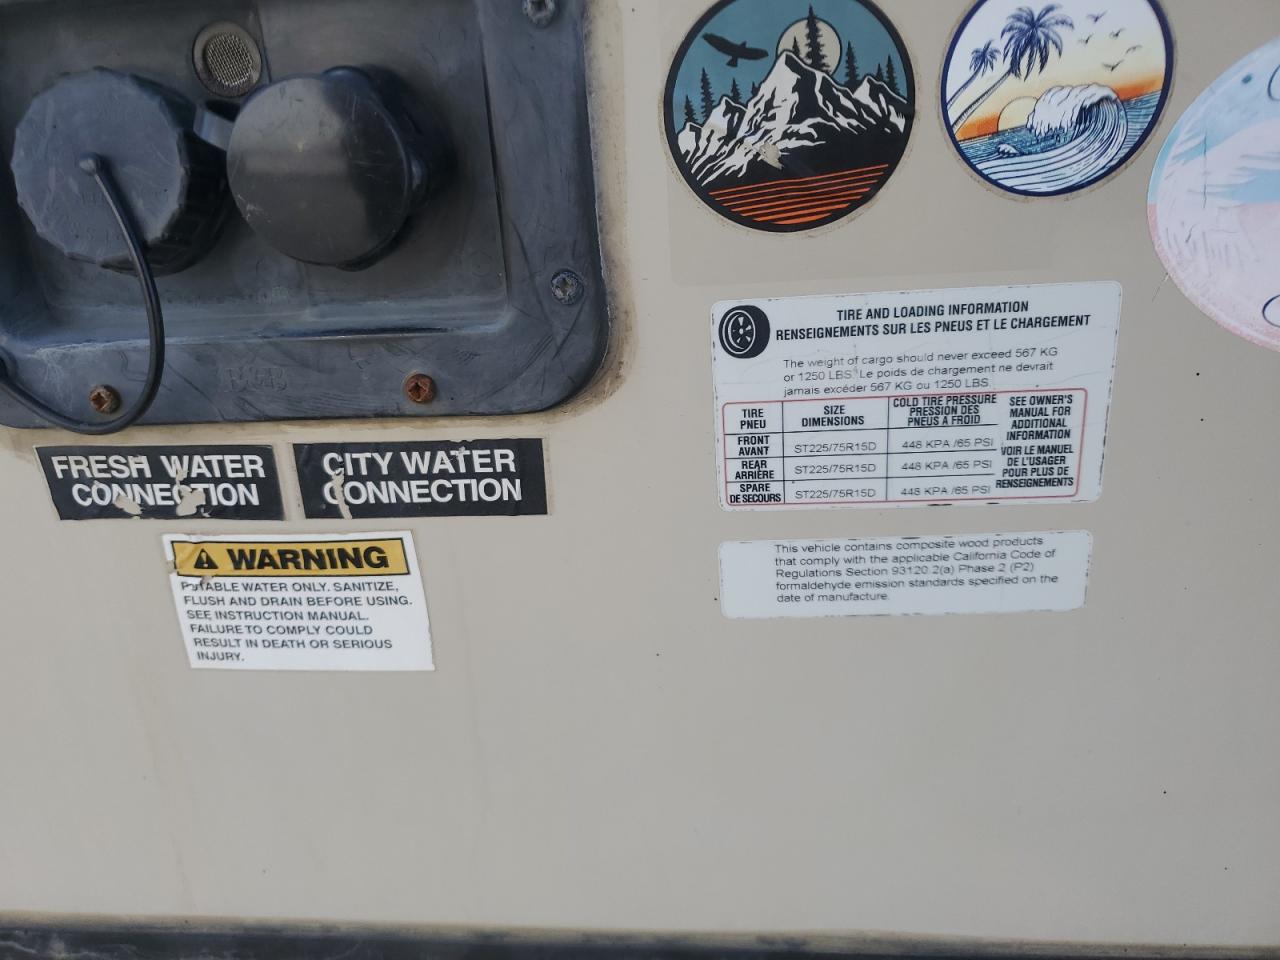 B&B
FRESH WATER
CONNECTION
CITY WATER
CONNECTION
WARNING
POTABLE WATER ONLY. SANITIZE,
FLUSH AND DRAIN BEFORE USING.
SEE INSTRUCTION MANUAL.
FAILURE TO COMPLY COULD
RESULT IN DEATH OR SERIOUS
INJURY.
TIRE AND LOADING INFORMATION
RENSEIGNEMENTS SUR LES PNEUS ET LE CHARGEMENT
The weight of cargo should never exceed 567 KG
or 1250 LBS. Le poids de chargement ne devrait
jamais excéder 567 KG ou 1250 LBS.
TIRE
PNEU
SIZE
DIMENSIONS
COLD TIRE PRESSURE
PRESSION DES
PNEUS A FROID
FRONT
AVANT
ST225/75R15D
448 KPA /65 PSI
REAR
ARRIÈRE
ST225/75R15D
448 KPA /65 PSI
SPARE
DE SECOURS
ST225/75R15D
448 KPA /65 PSI
SEE OWNER'S
MANUAL FOR
ADDITIONAL
INFORMATION
VOIR LE MANUEL
DE L'USAGER
POUR PLUS DE
RENSEIGNEMENTS
This vehicle contains composite wood products
that comply with the applicable California Code of
Regulations Section 93120.2(a) Phase 2 (P2)
formaldehyde emission standards specified on the
date of manufacture.